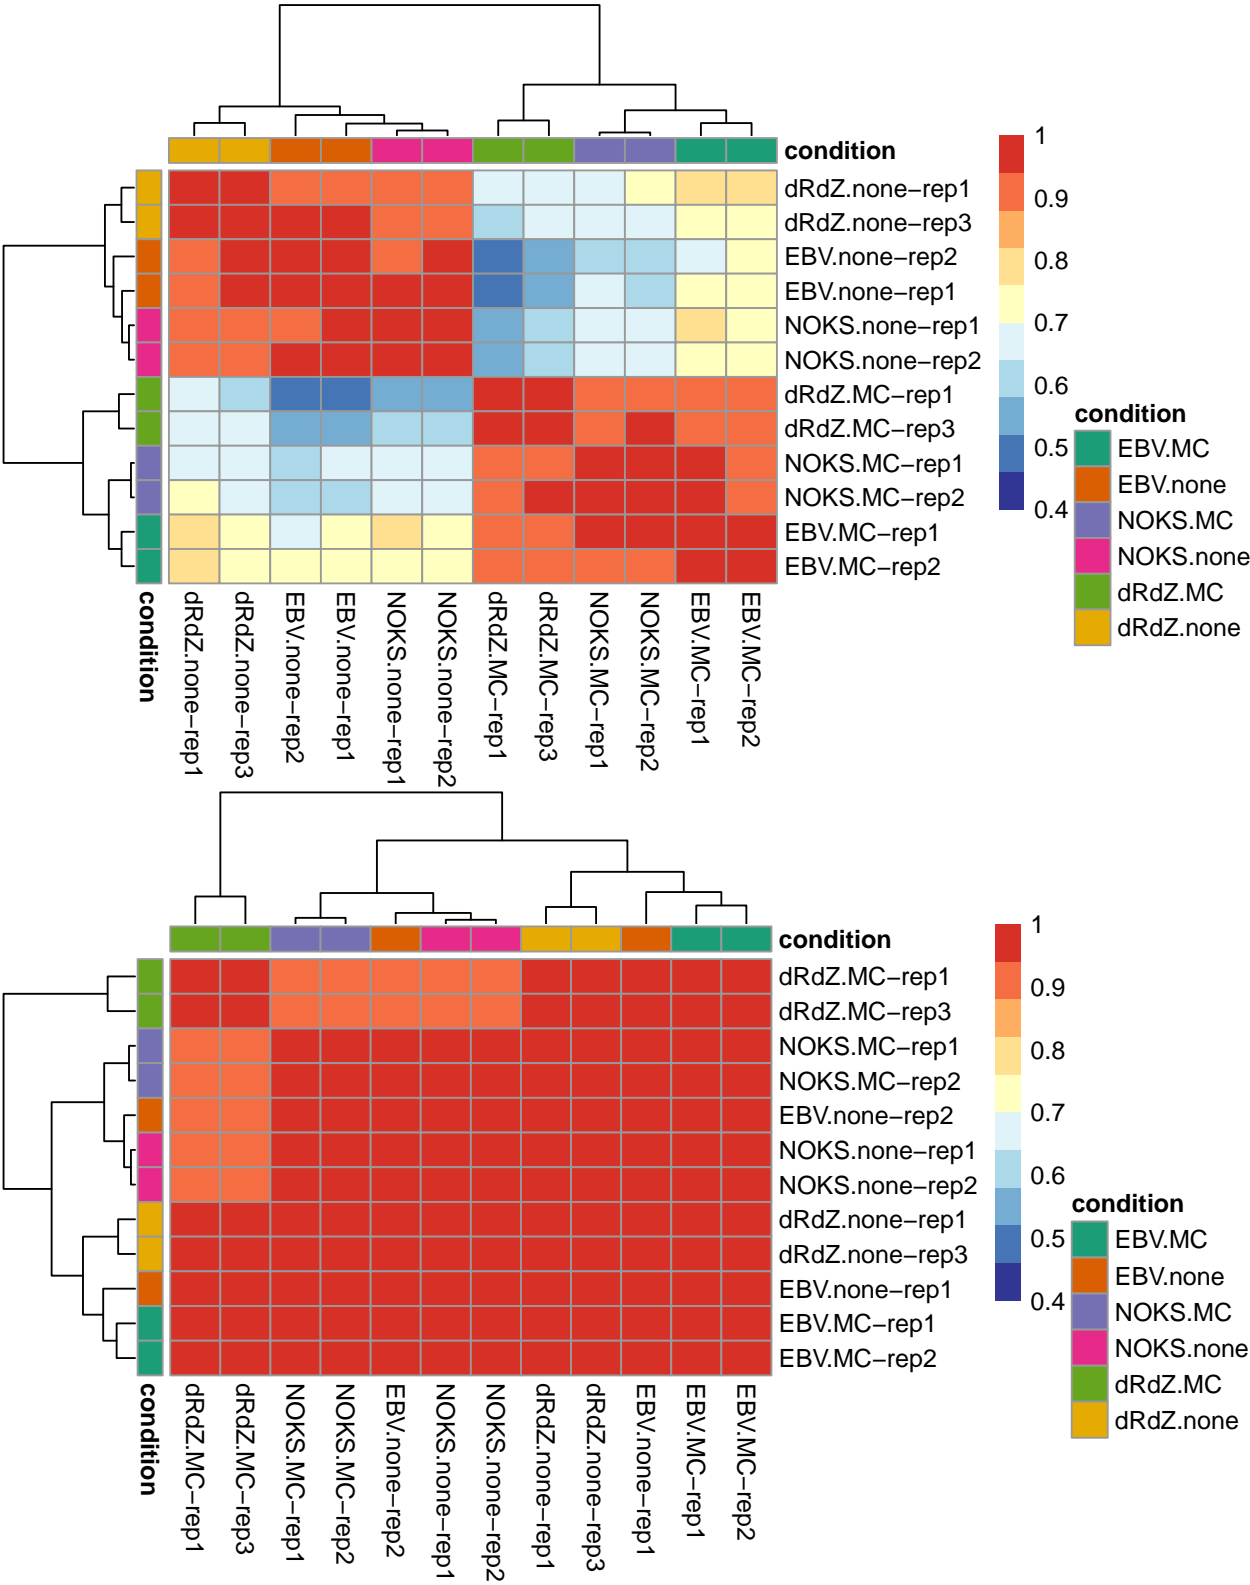 condition
dRdZ.none−rep1
dRdZ.none−rep3
EBV.none−rep2
EBV.none−rep1
NOKS.none−rep1
NOKS.none−rep2
dRdZ.MC−rep1
dRdZ.MC−rep3
NOKS.MC−rep1
NOKS.MC−rep2
EBV.MC−rep1
EBV.MC−rep2
1
0.9
0.8
0.7
0.6
0.5
0.4
condition
EBV.MC
EBV.none
NOKS.MC
NOKS.none
dRdZ.MC
dRdZ.none
condition
dRdZ.none−rep1
dRdZ.none−rep3
EBV.none−rep2
EBV.none−rep1
NOKS.none−rep1
NOKS.none−rep2
dRdZ.MC−rep1
dRdZ.MC−rep3
NOKS.MC−rep1
NOKS.MC−rep2
EBV.MC−rep1
EBV.MC−rep2
condition
dRdZ.MC−rep1
dRdZ.MC−rep3
NOKS.MC−rep1
NOKS.MC−rep2
EBV.none−rep2
NOKS.none−rep1
NOKS.none−rep2
dRdZ.none−rep1
dRdZ.none−rep3
EBV.none−rep1
EBV.MC−rep1
EBV.MC−rep2
1
0.9
0.8
0.7
0.6
0.5
0.4
condition
EBV.MC
EBV.none
NOKS.MC
NOKS.none
dRdZ.MC
dRdZ.none
condition
dRdZ.MC−rep1
dRdZ.MC−rep3
NOKS.MC−rep1
NOKS.MC−rep2
EBV.none−rep2
NOKS.none−rep1
NOKS.none−rep2
dRdZ.none−rep1
dRdZ.none−rep3
EBV.none−rep1
EBV.MC−rep1
EBV.MC−rep2